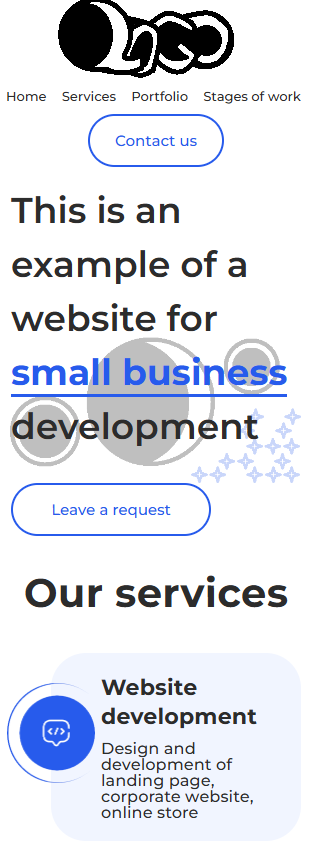 LOGO
Home Services Portfolio Stages of work
Contact us
This is an
example of a
website for
small business
development
Leave a request
Our services
Website
development
Design and
development of
landing page,
corporate website,
online store